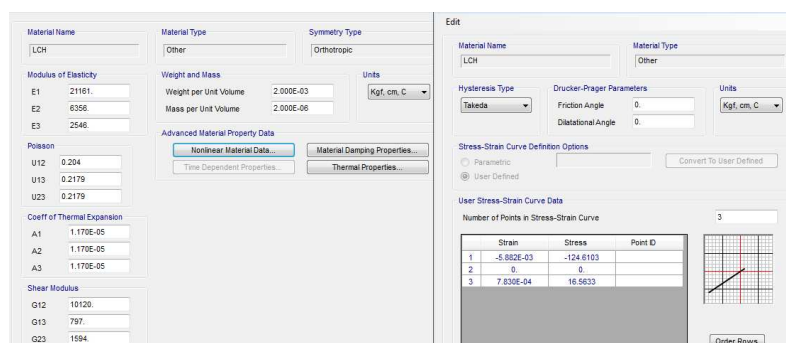 Material Name
Material Type
Symmetry Type
LCH
Other
Orthotropic
Modulus of Elasticity
E1 21161.
E2 6356.
E3 2546.
Weight and Mass
Weight per Unit Volume 2.000E-03
Mass per Unit Volume 2.000E-06
Units
Kgf, cm, C
Advanced Material Property Data
Nonlinear Material Data...
Material Damping Properties...
Time Dependent Properties...
Thermal Properties...
Poisson
U12 0.204
U13 0.2179
U23 0.2179
Coeff of Thermal Expansion
A1 1.170E-05
A2 1.170E-05
A3 1.170E-05
Shear Modulus
G12 10120.
G13 797.
G23 1594.
Edit
Material Name
Material Type
LCH
Other
Hysteresis Type
Takeda
Drucker-Prager Parameters
Friction Angle 0.
Dilatational Angle 0.
Units
Kgf, cm, C
Stress-Strain Curve Definition Options
Parametric
Convert To User Defined
User Defined
User Stress-Strain Curve Data
Number of Points in Stress-Strain Curve 3
Strain Stress Point ID
1 -5.882E-03 -124.6103
2 0. 0.
3 7.830E-04 16.5633
Order Rows